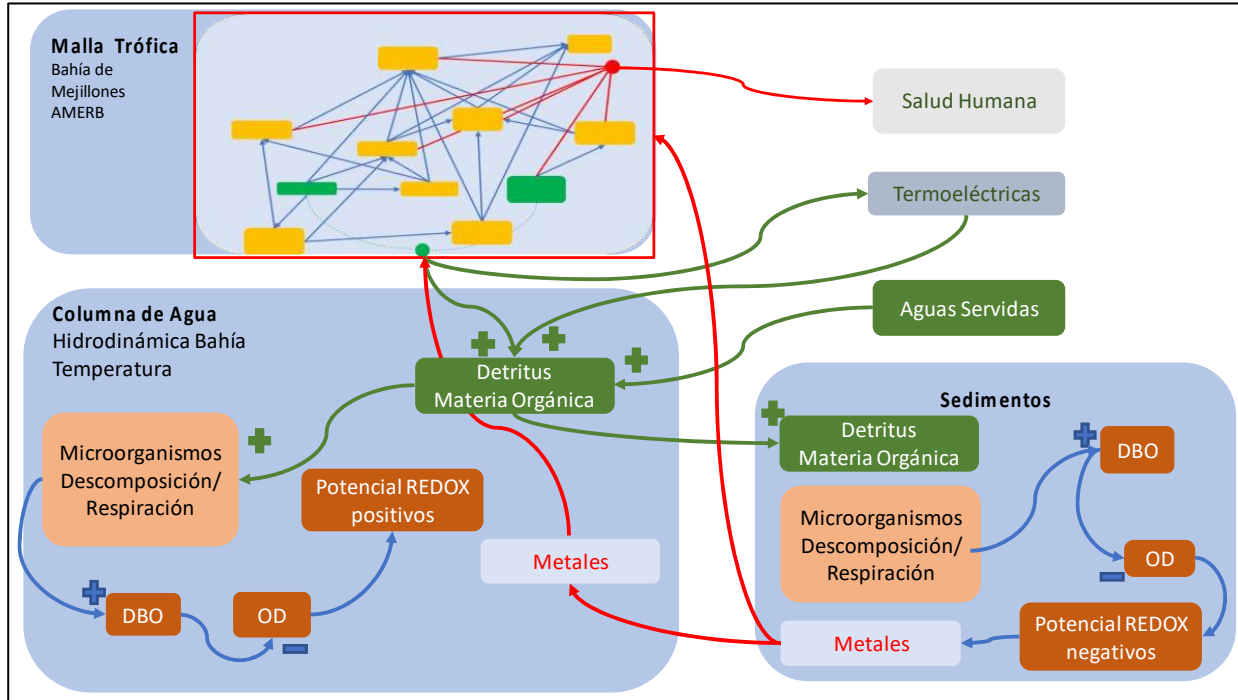 Malla Trófica
Bahía de
Mejillones
AMERB
Salud Humana
Termoeléctricas
Aguas Servidas
Columna de Agua
Hidrodinámica Bahía
Temperatura
Detritus
Materia Orgánica
Microorganismos
Descomposición/
Respiración
Potencial REDOX
positivos
Metales
DBO
OD
Sedimentos
Detritus
Materia Orgánica
DBO
Microorganismos
Descomposición/
Respiración
OD
Metales
Potencial REDOX
negativos